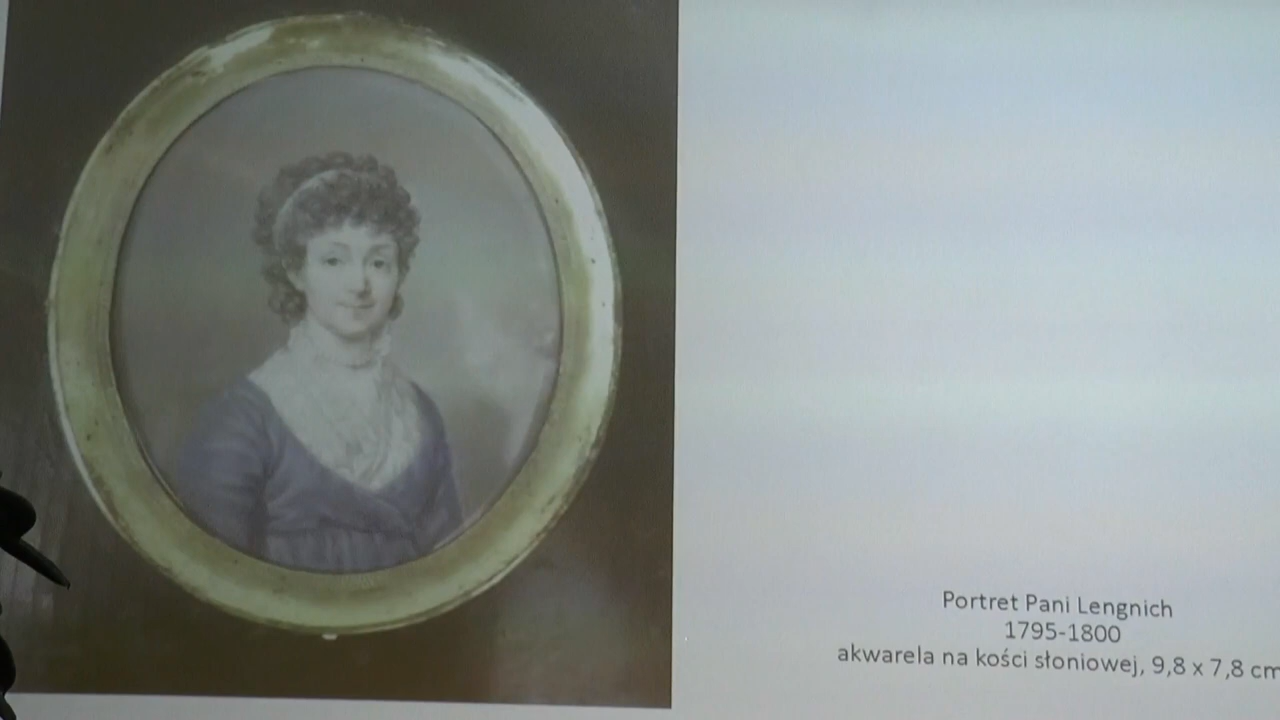 Portret Pani Lengnich
1795-1800
akwarela na kości słoniowej, 9,8 x 7,8 cm